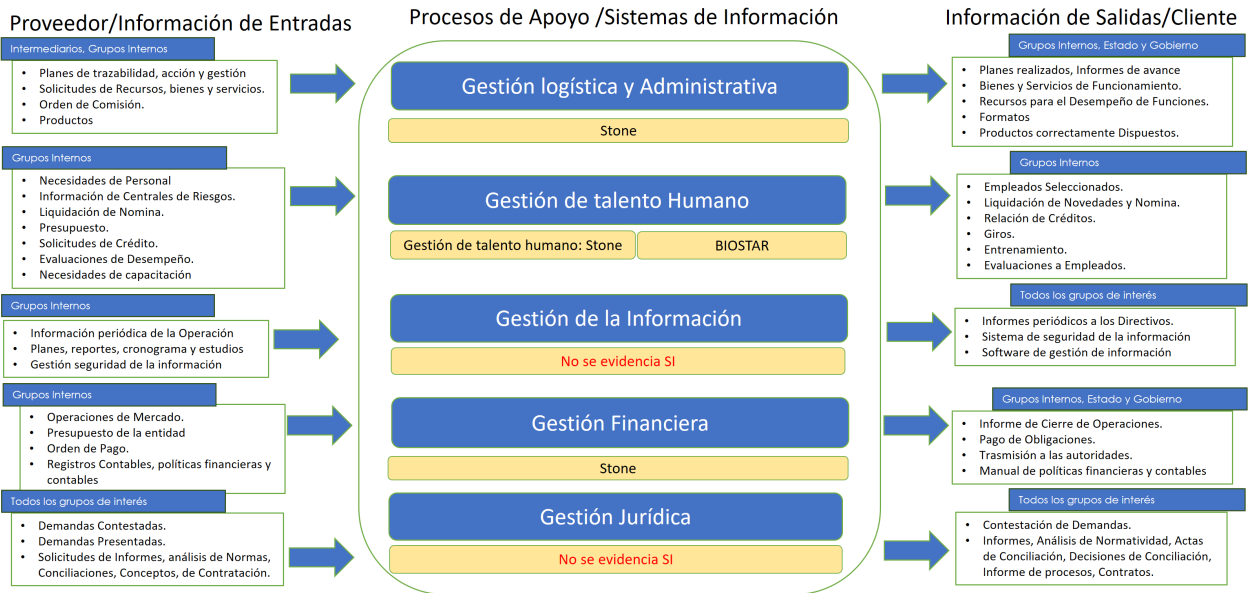 Proveedor/Información de Entradas
Procesos de Apoyo /Sistemas de Información
Información de Salidas/Cliente
Intermediarios, Grupos Internos
• Planes de trazabilidad, acción y gestión
• Solicitudes de Recursos, bienes y servicios.
• Orden de Comisión.
• Productos
Gestión logística y Administrativa
Stone
Grupos Internos, Estado y Gobierno
• Planes realizados, Informes de avance
• Bienes y Servicios de Funcionamiento.
• Recursos para el Desempeño de Funciones.
• Formatos
• Productos correctamente Dispuestos.
Grupos Internos
• Necesidades de Personal
• Información de Centrales de Riesgos.
• Liquidación de Nomina.
• Presupuesto.
• Solicitudes de Crédito.
• Evaluaciones de Desempeño.
• Necesidades de capacitación
Gestión de talento Humano
Gestión de talento humano: Stone
BIOSTAR
Grupos Internos
• Empleados Seleccionados.
• Liquidación de Novedades y Nomina.
• Relación de Créditos.
• Giros.
• Entrenamiento.
• Evaluaciones a Empleados.
Grupos Internos
• Información periódica de la Operación
• Planes, reportes, cronograma y estudios
• Gestión seguridad de la información
Gestión de la Información
No se evidencia SI
Todos los grupos de interés
• Informes periódicos a los Directivos.
• Sistema de seguridad de la información
• Software de gestión de información
Grupos Internos
• Operaciones de Mercado.
• Presupuesto de la entidad
• Orden de Pago.
• Registros Contables, políticas financieras y
contables
Gestión Financiera
Stone
Grupos Internos, Estado y Gobierno
• Informe de Cierre de Operaciones.
• Pago de Obligaciones.
• Trasmisión a las autoridades.
• Manual de políticas financieras y contables
Todos los grupos de interés
• Demandas Contestadas.
• Demandas Presentadas.
• Solicitudes de Informes, análisis de Normas,
Conciliaciones, Conceptos, de Contratación.
Gestión Jurídica
No se evidencia SI
Todos los grupos de interés
• Contestación de Demandas.
• Informes, Análisis de Normatividad, Actas
de Conciliación, Decisiones de Conciliación,
Informe de procesos, Contratos.